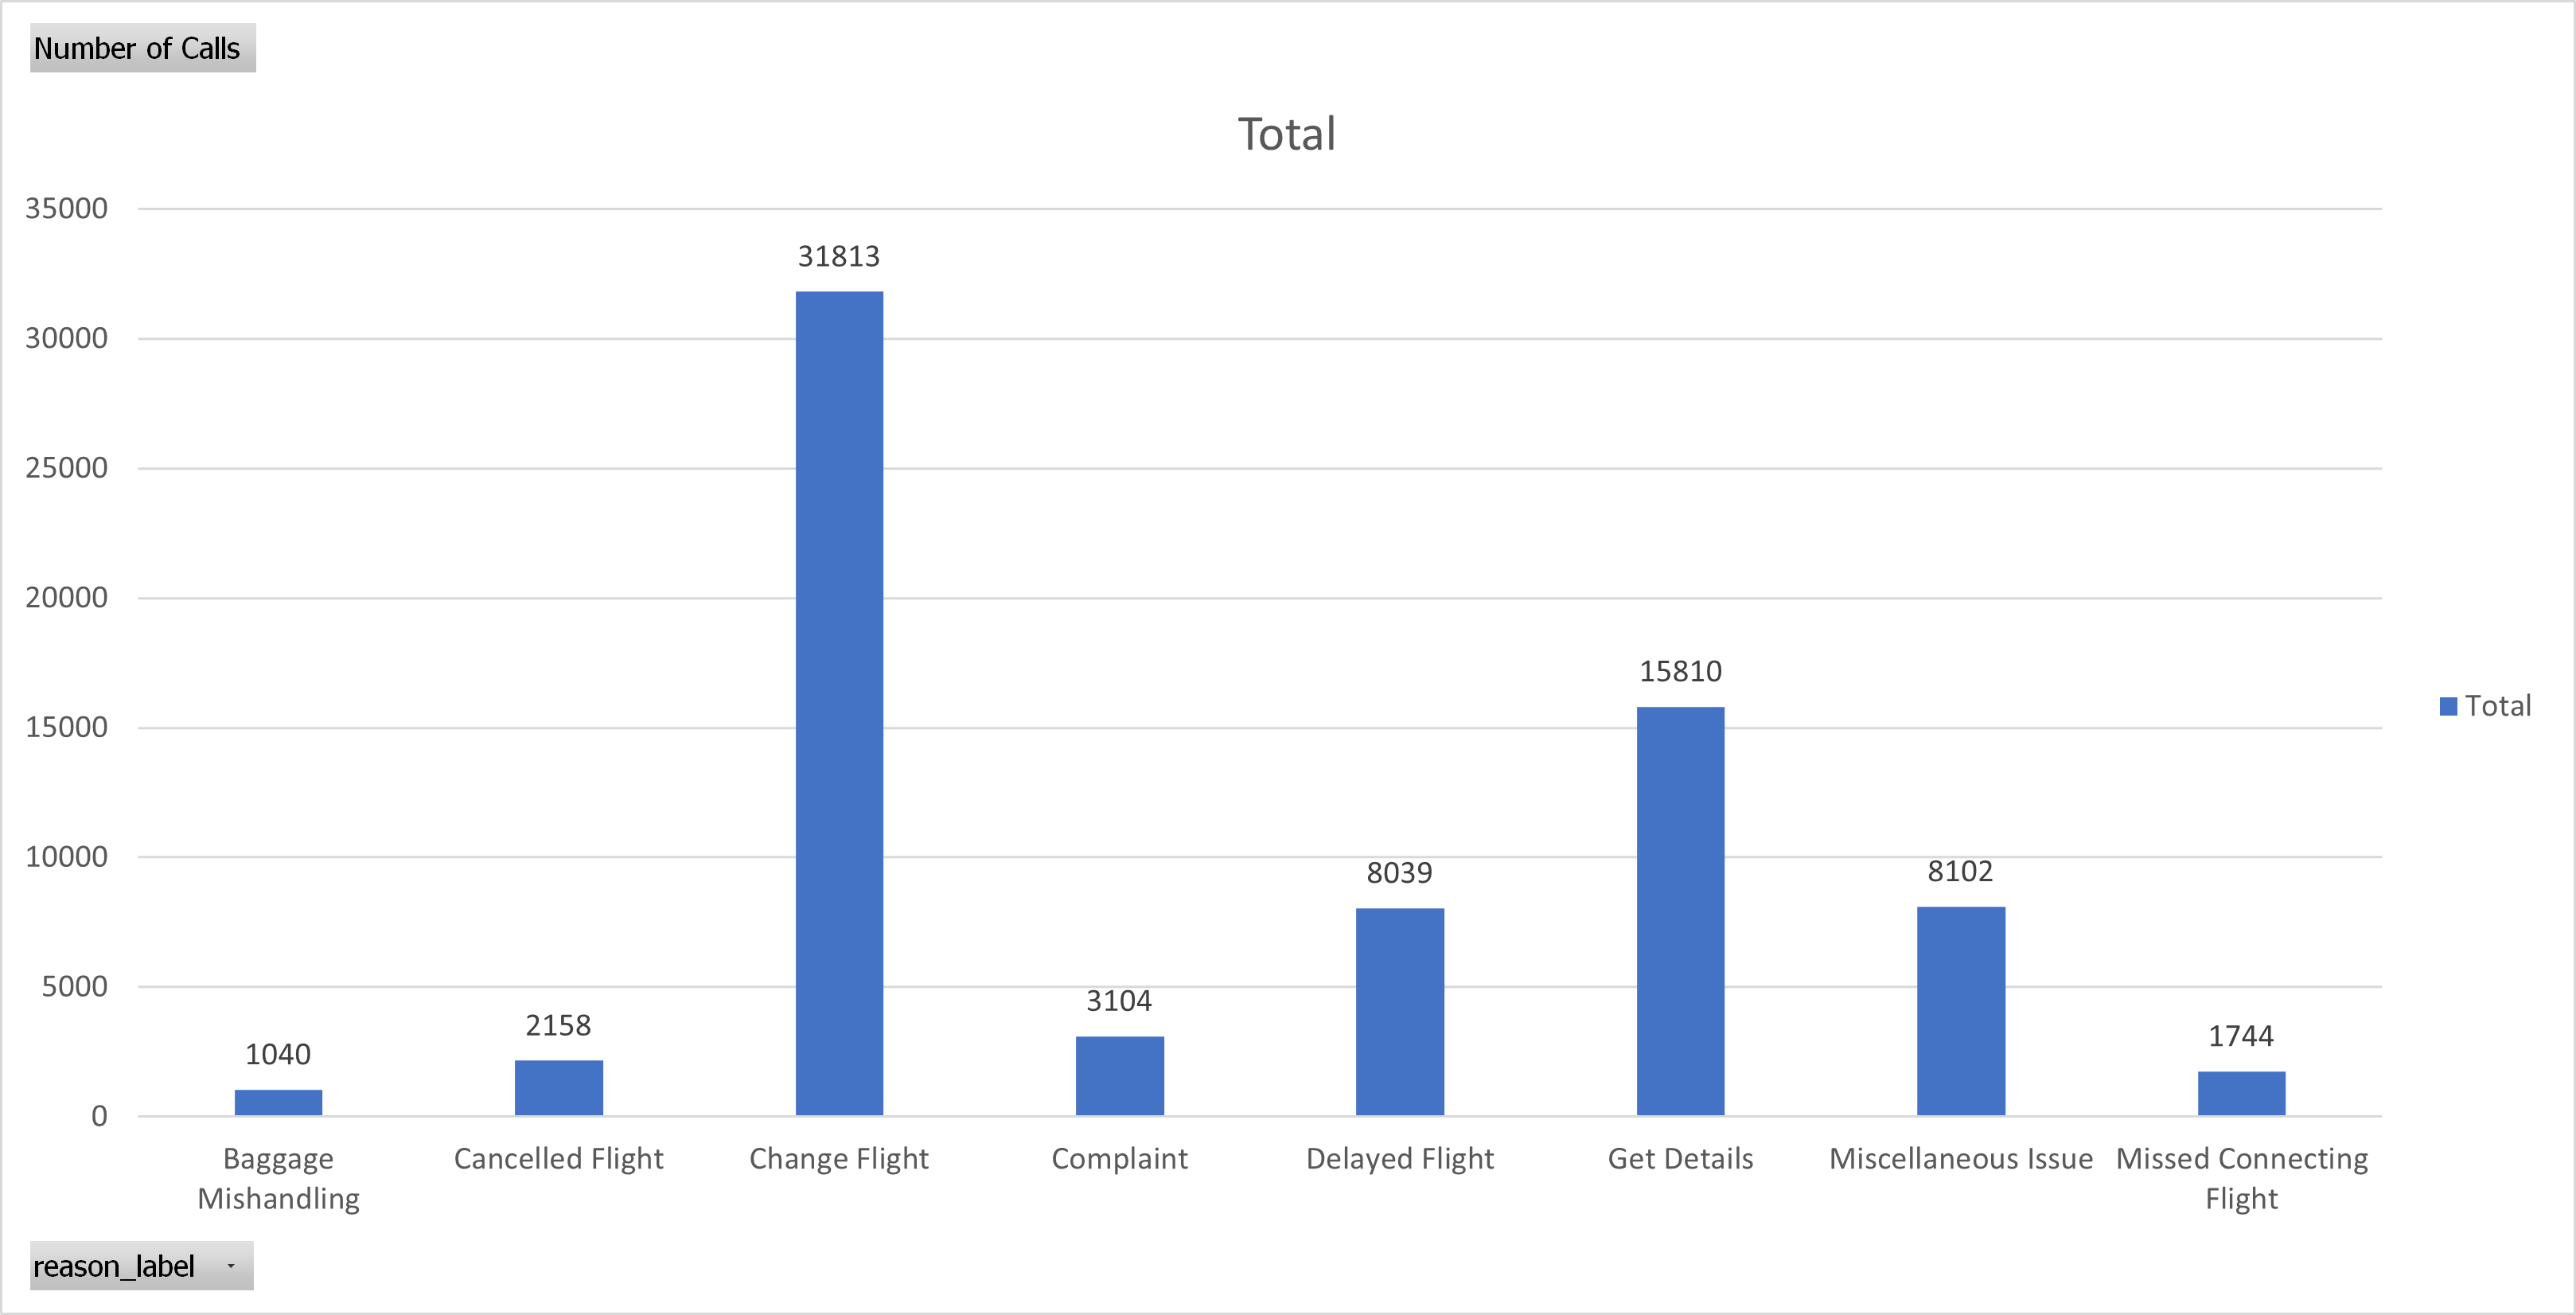 Number of Calls
Total
35000
30000
25000
20000
15000
10000
5000
0
1040
2158
31813
3104
8039
15810
8102
1744
Baggage
Mishandling
Cancelled Flight
Change Flight
Complaint
Delayed Flight
Get Details
Miscellaneous Issue
Missed Connecting
Flight
Total
reason_label